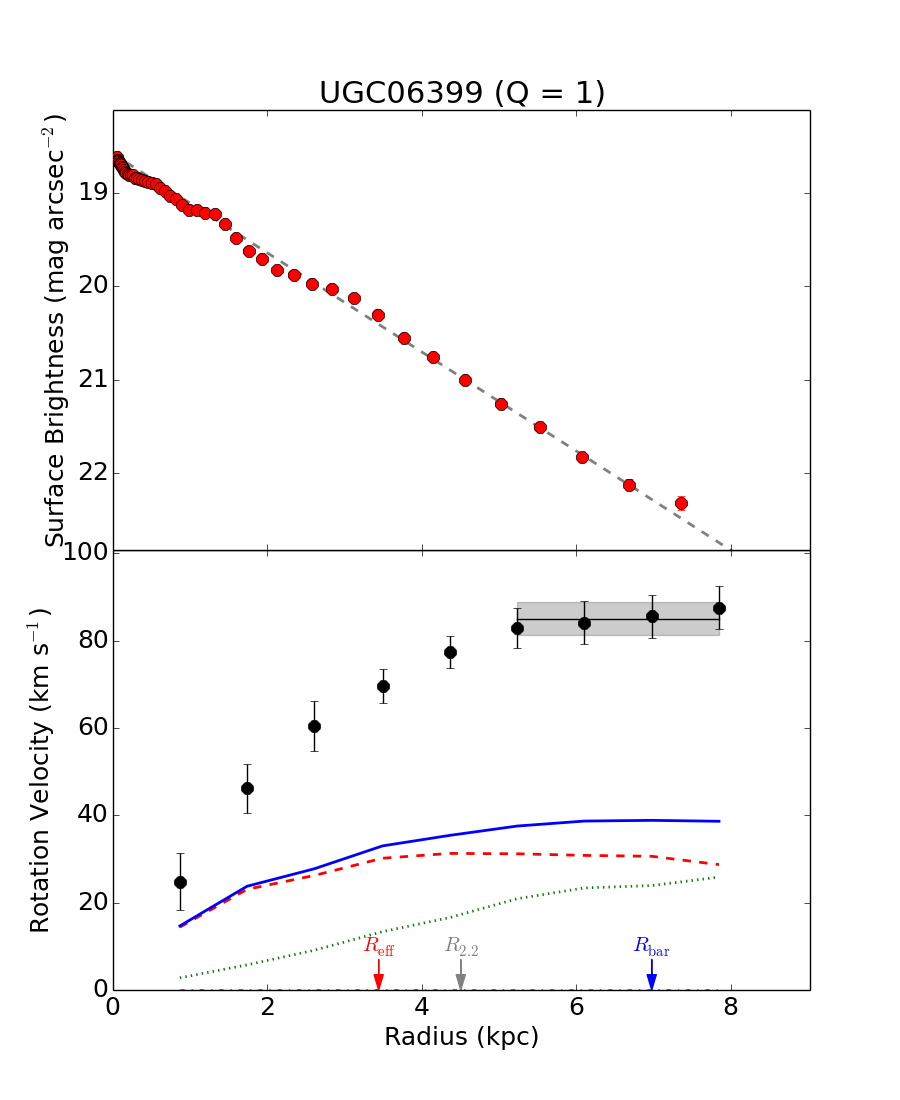 UGC06399 (Q = 1)
Surface Brightness (mag arcsec⁻²)
19
20
21
22
Rotation Velocity (km s⁻¹)
100
80
60
40
20
0
R_eff
R_2.2
R_bar
0 2 4 6 8
Radius (kpc)